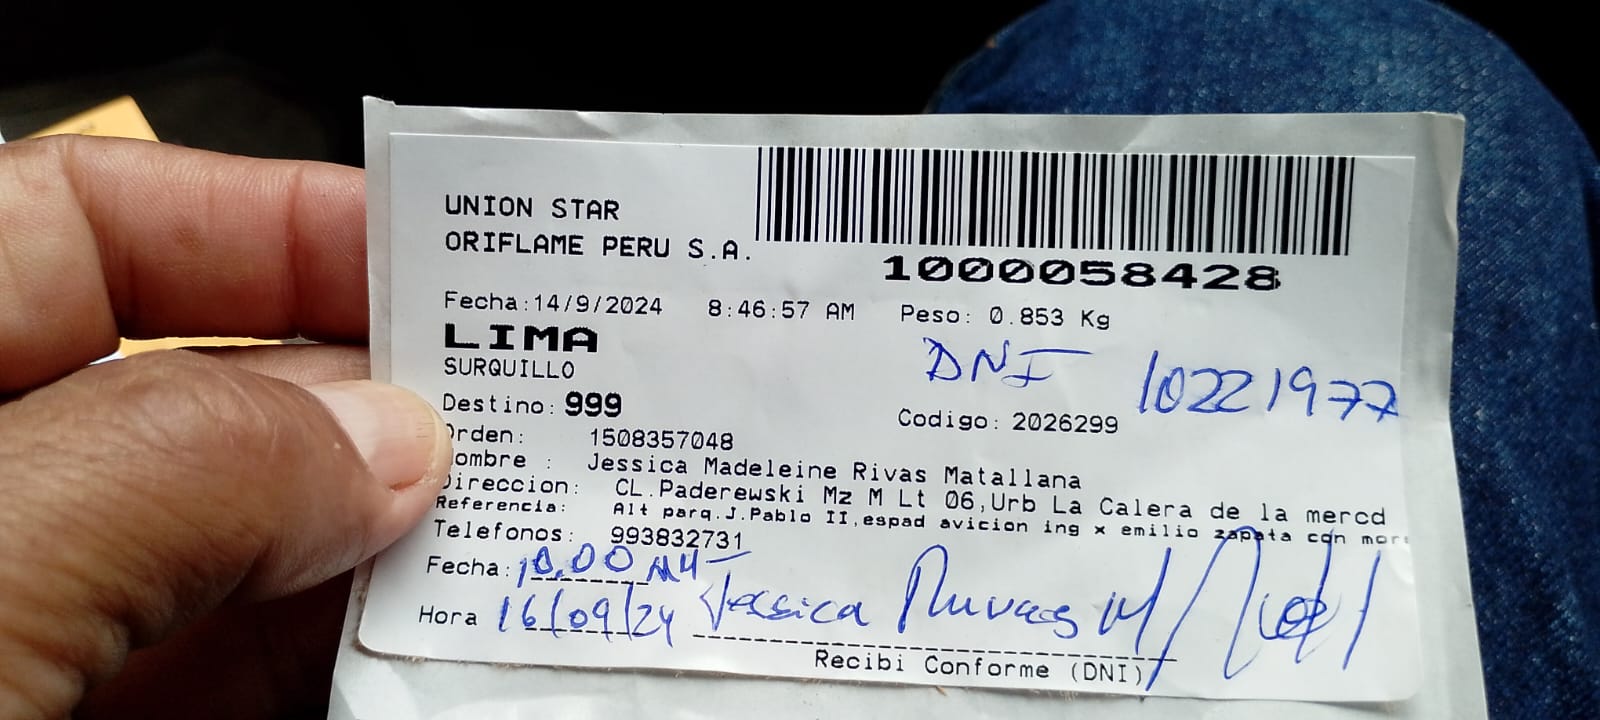 UNION STAR
ORIFLAME PERU S.A.
1000058428
Fecha:14/9/2024 8:46:57 AM Peso: 0.853 Kg
LIMA
SURQUILLO
DNI 10221977
Destino: 999
Codigo: 2026299
Orden: 1508357048
ombre : Jessica Madeleine Rivas Matallana
Direccion: CL.Paderewski Mz M Lt 06,Urb La Calera de la mercd
Referencia: Alt parq.J.Pablo II,espad avicion ing x emilio zapata con mor
Telefonos: 993832731
Fecha: 10.00
Hora 16/09/24 Jessica Rivas M
Recibi Conforme (DNI)